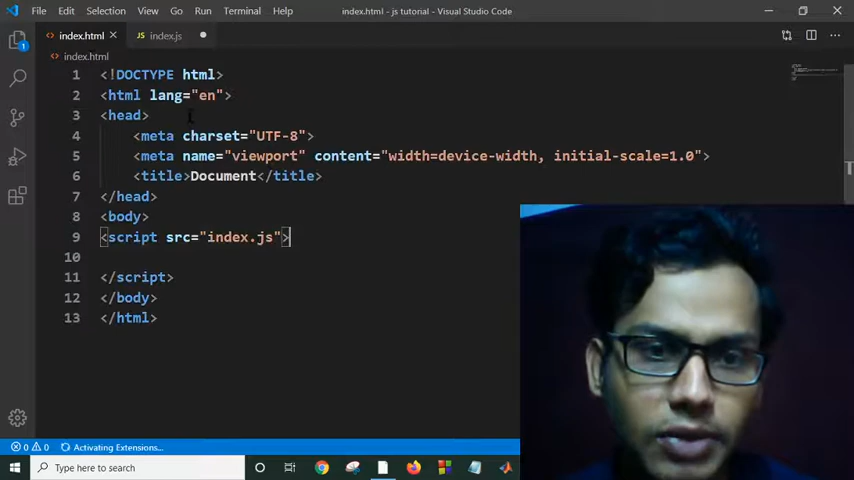 File Edit Selection View Go Run Terminal Help index.html - js tutorial - Visual Studio Code
index.html JS index.js
index.html
1 <!DOCTYPE html>
2 <html lang="en">
3 <head>
4 <meta charset="UTF-8">
5 <meta name="viewport" content="width=device-width, initial-scale=1.0">
6 <title>Document</title>
7 </head>
8 <body>
9 <script src="index.js">
10
11 </script>
12 </body>
13 </html>
1
0 0 Activating Extensions...
Type here to search